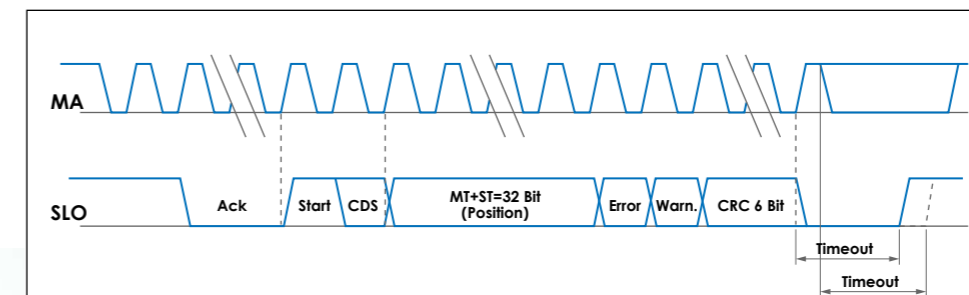 MA
SLO
Ack
Start
CDS
MT+ST=32 Bit
(Position)
Error
Warn.
CRC 6 Bit
Timeout
Timeout